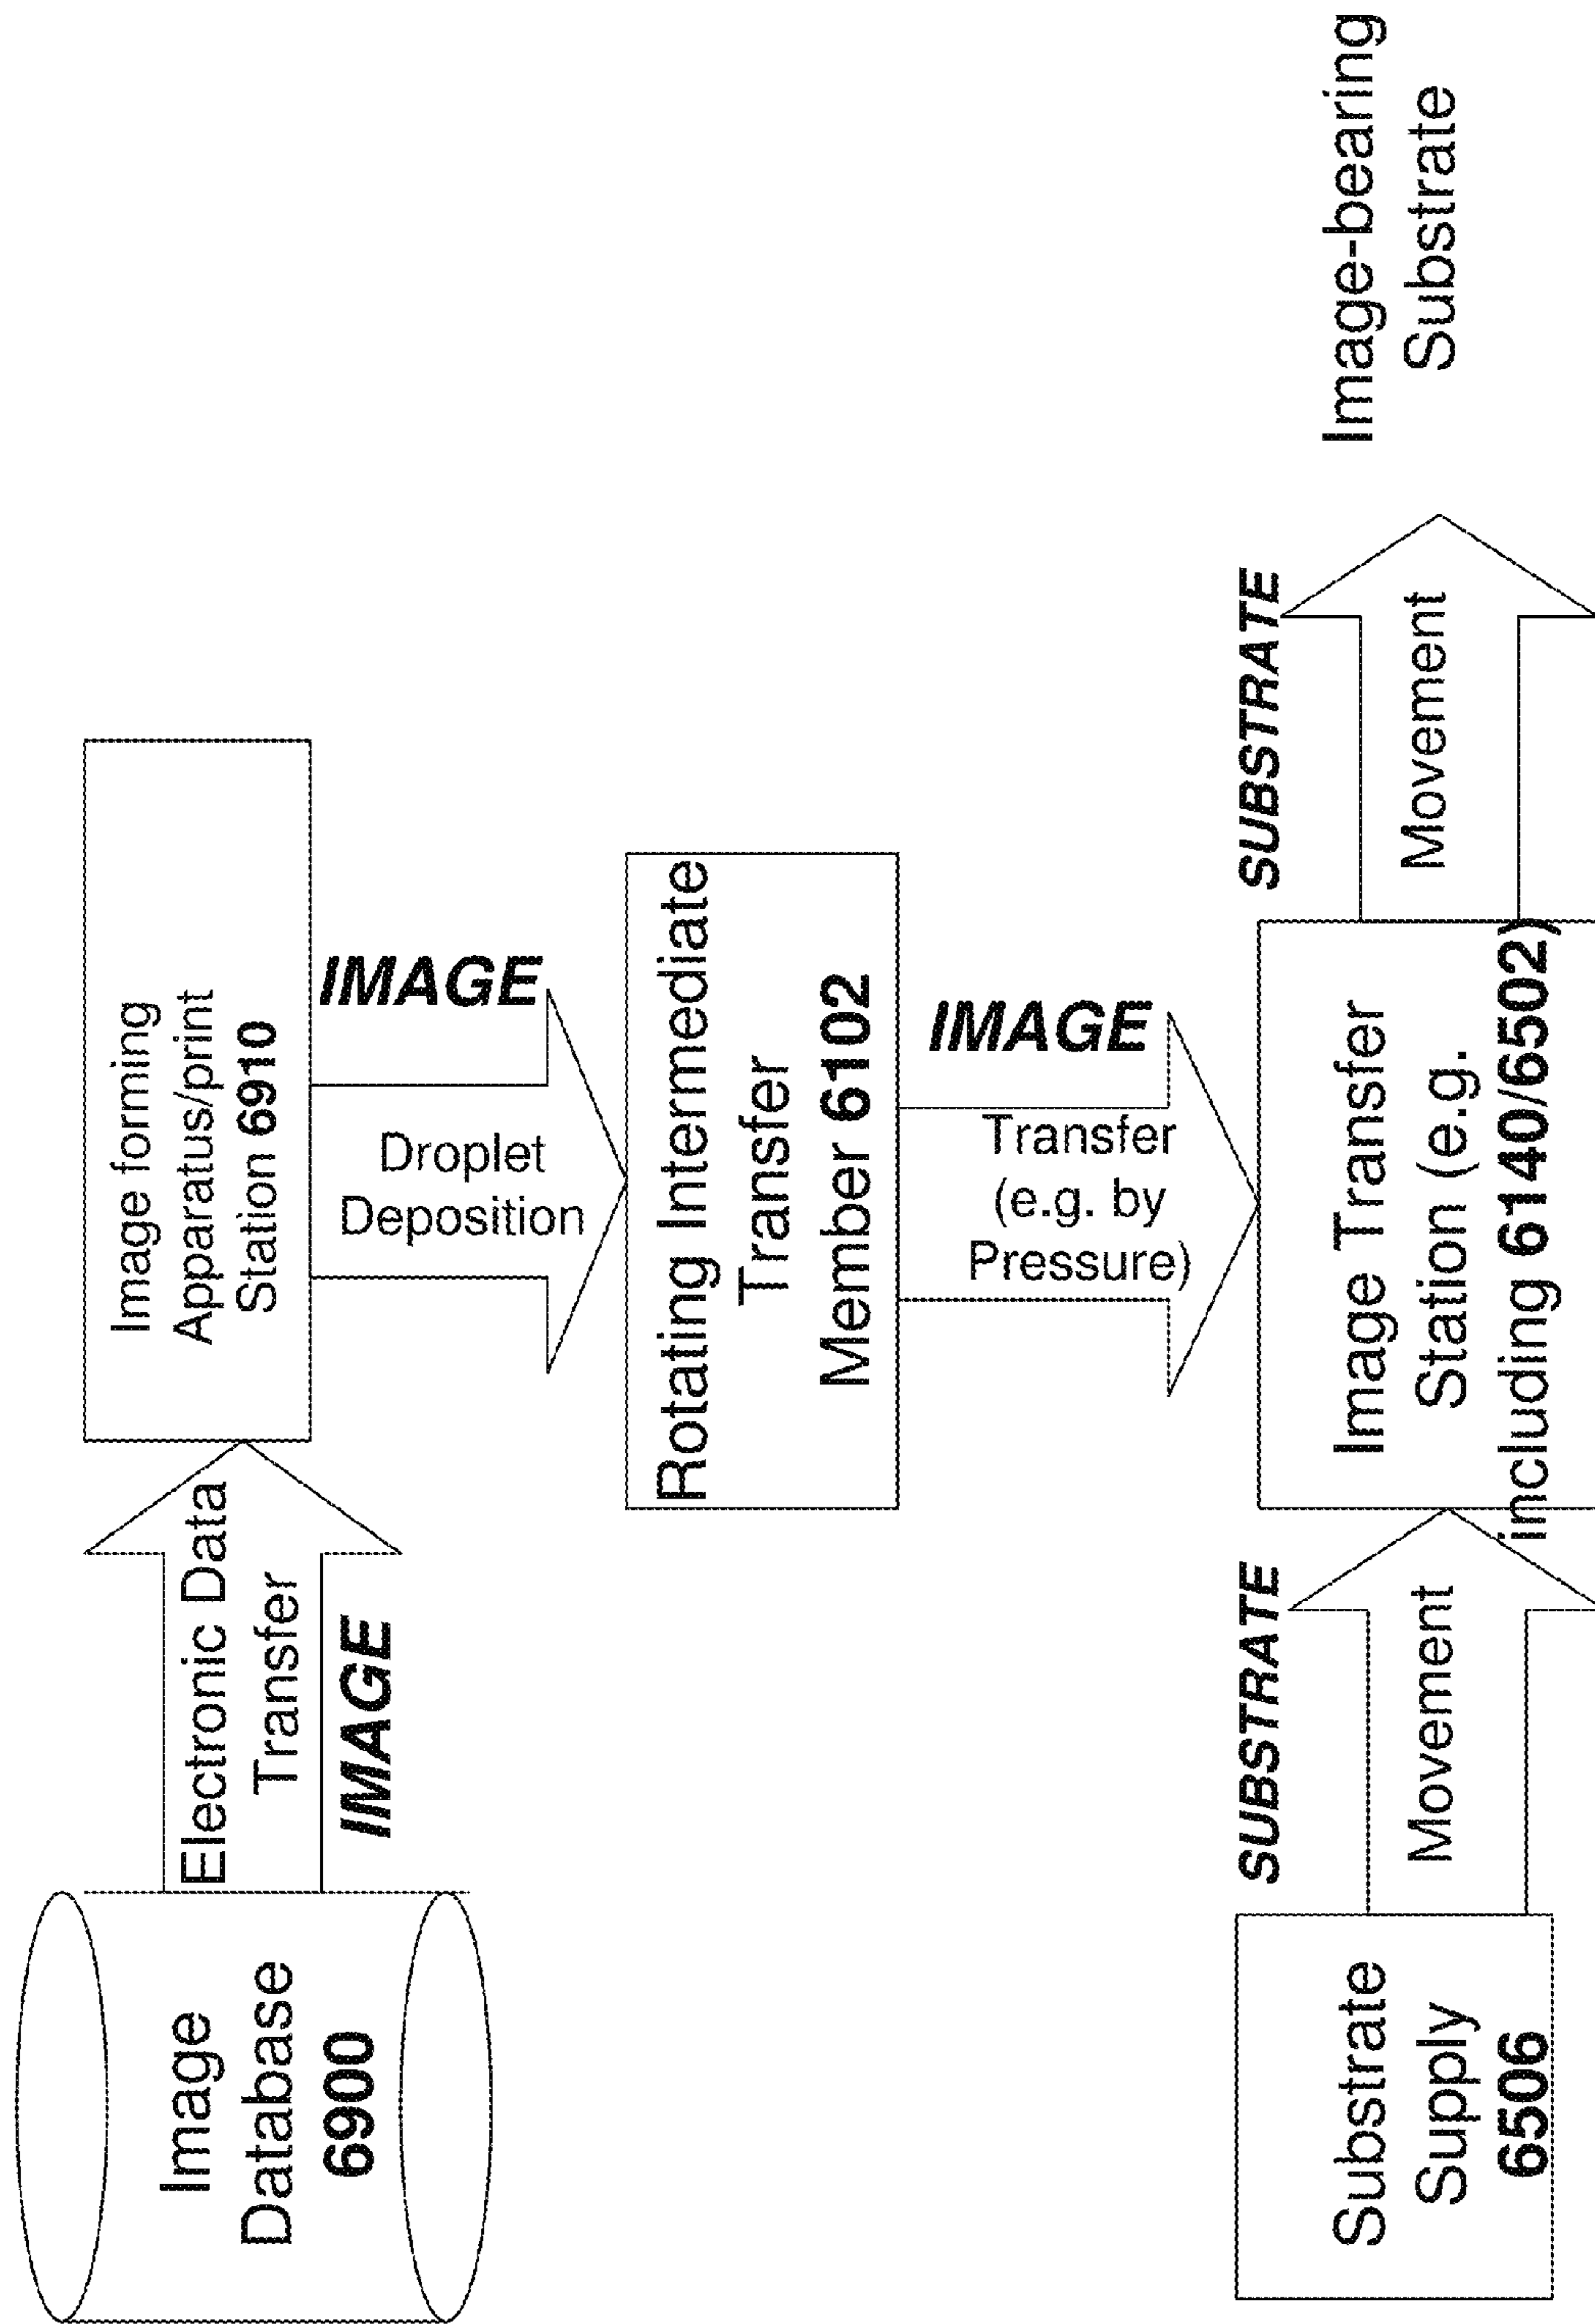 Image
Database
6900
Electronic Data
Transfer
IMAGE
Image forming
Apparatus/print
Station 6910
IMAGE
Droplet
Deposition
Rotating Intermediate
Transfer
Member 6102
IMAGE
Transfer
(e.g. by
Pressure)
Substrate
Supply
6506
SUBSTRATE
Movement
Image Transfer
Station (e.g.
including 6140/6502)
SUBSTRATE
Movement
Image-bearing
Substrate